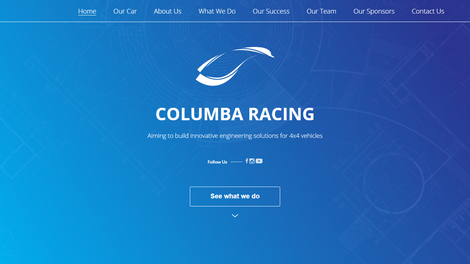 Home Our Car About Us What We Do Our Success Our Team Our Sponsors Contact Us
COLUMBA RACING
Aiming to build innovative engineering solutions for 4x4 vehicles
Follow Us
See what we do